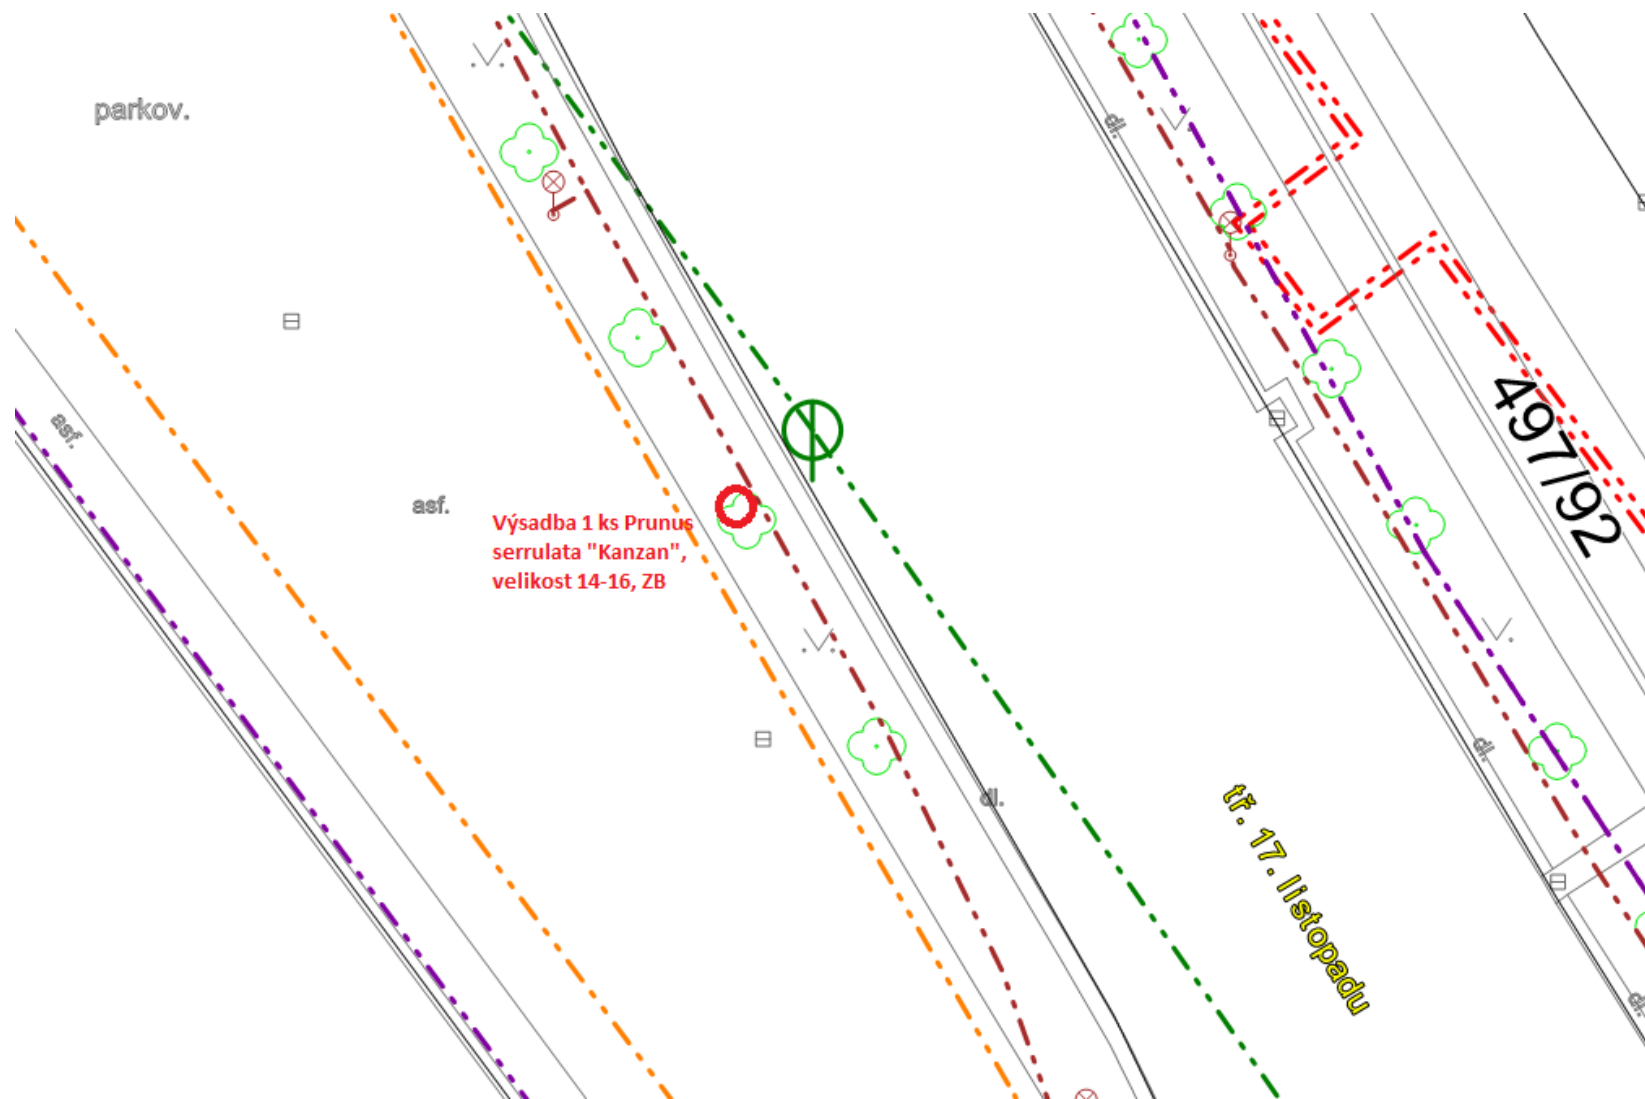 parkov.
dl.
asf.
asf.
Výsadba 1 ks Prunus
serrulata "Kanzan",
velikost 14-16, ZB
497/92
dl.
dl.
tř. 17. listopadu
dl.